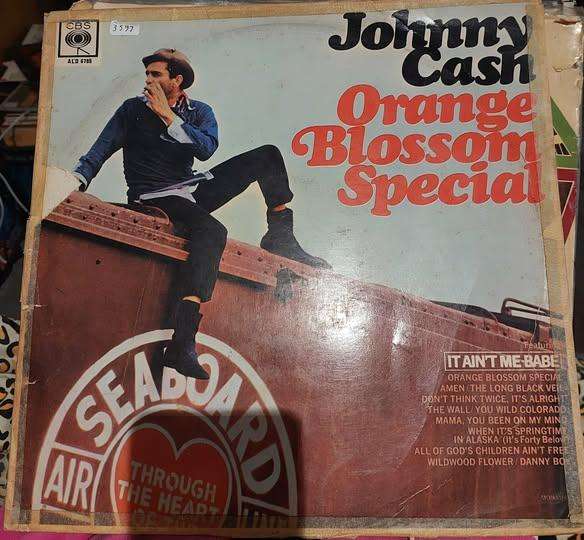 CBS
3597
ALD 6786
Johnny
Cash
Orange
Blossom
Special
Featuring
IT AIN'T ME BABE
ORANGE BLOSSOM SPECIAL
AMEN THE LONG BLACK VEIL
DON'T THINK TWICE, IT'S ALRIGHT
THE WALL/YOU WILD COLORADO
MAMA, YOU BEEN ON MY MIND
WHEN IT'S SPRINGTIME
IN ALASKA (It's Forty Below)
ALL OF GOD'S CHILDREN AIN'T FREE
WILDWOOD FLOWER/DANNY BOY
SEABOARD
AIR
THROUGH
THE HEART